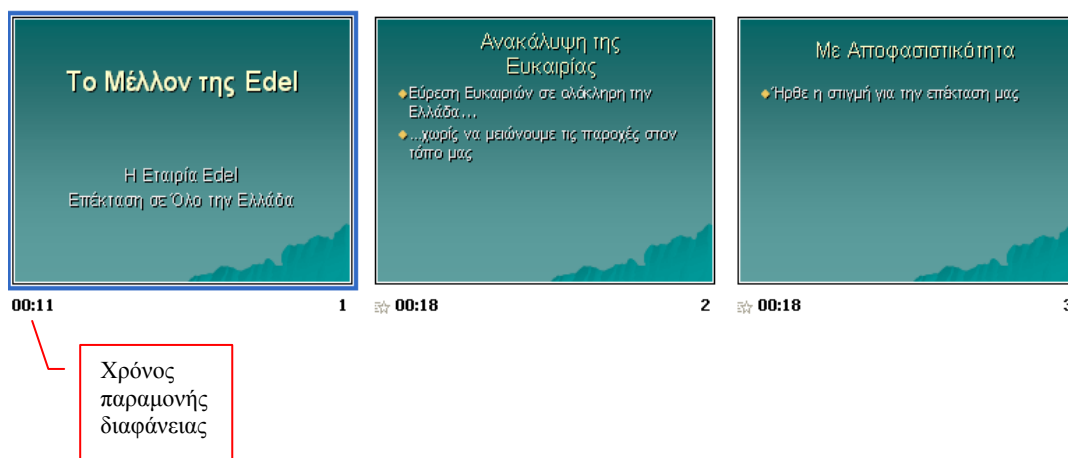 Το Μέλλον της Edel
Η Εταιρία Edel
Επέκταση σε Όλο την Ελλάδα
00:11
1
Ανακάλυψη της
Ευκαιρίας
Εύρεση Ευκαιριών σε ολόκληρη την
Ελλάδα...
...χωρίς να μειώνουμε τις παροχές στον
τόπο μας
00:18
2
Με Αποφασιστικότητα
Ήρθε η στιγμή για την επέκταση μας
00:18
3
Χρόνος
παραμονής
διαφάνειας